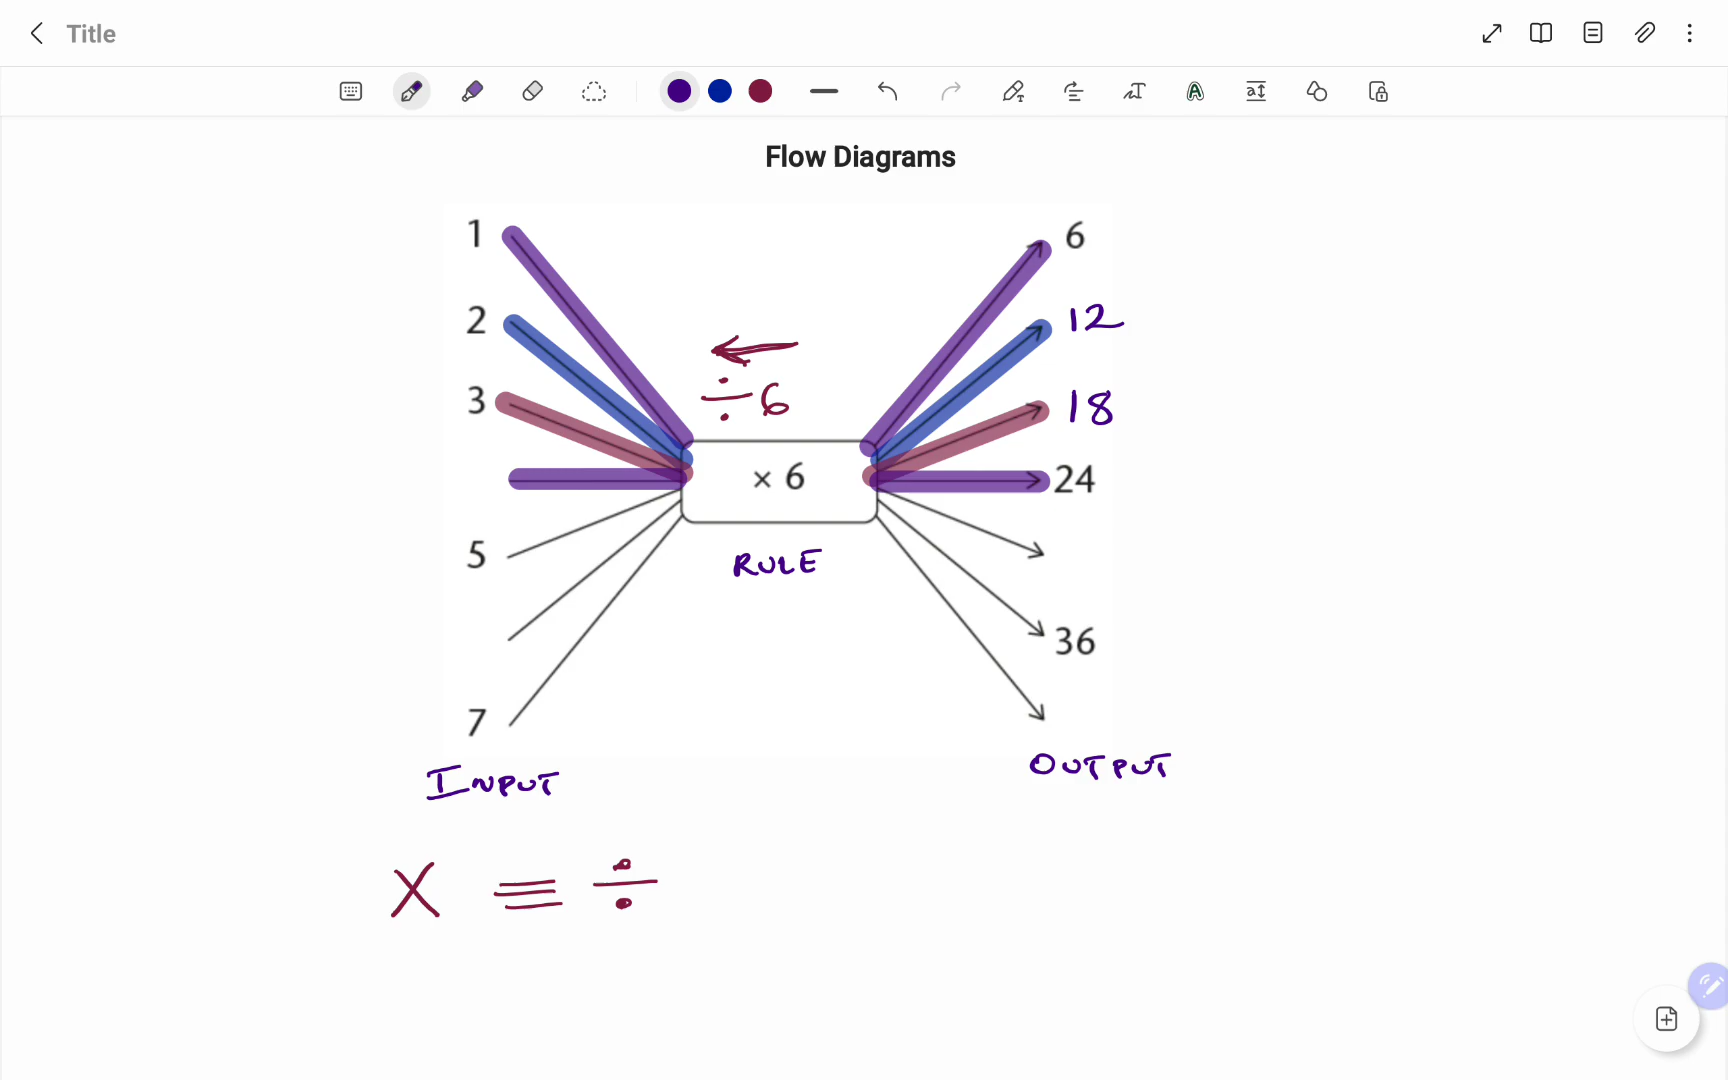 Title
Flow Diagrams
1 6
2 12
3 ÷6 18
× 6 24
5 RULE
36
7
INPUT OUTPUT
X ≡ ÷